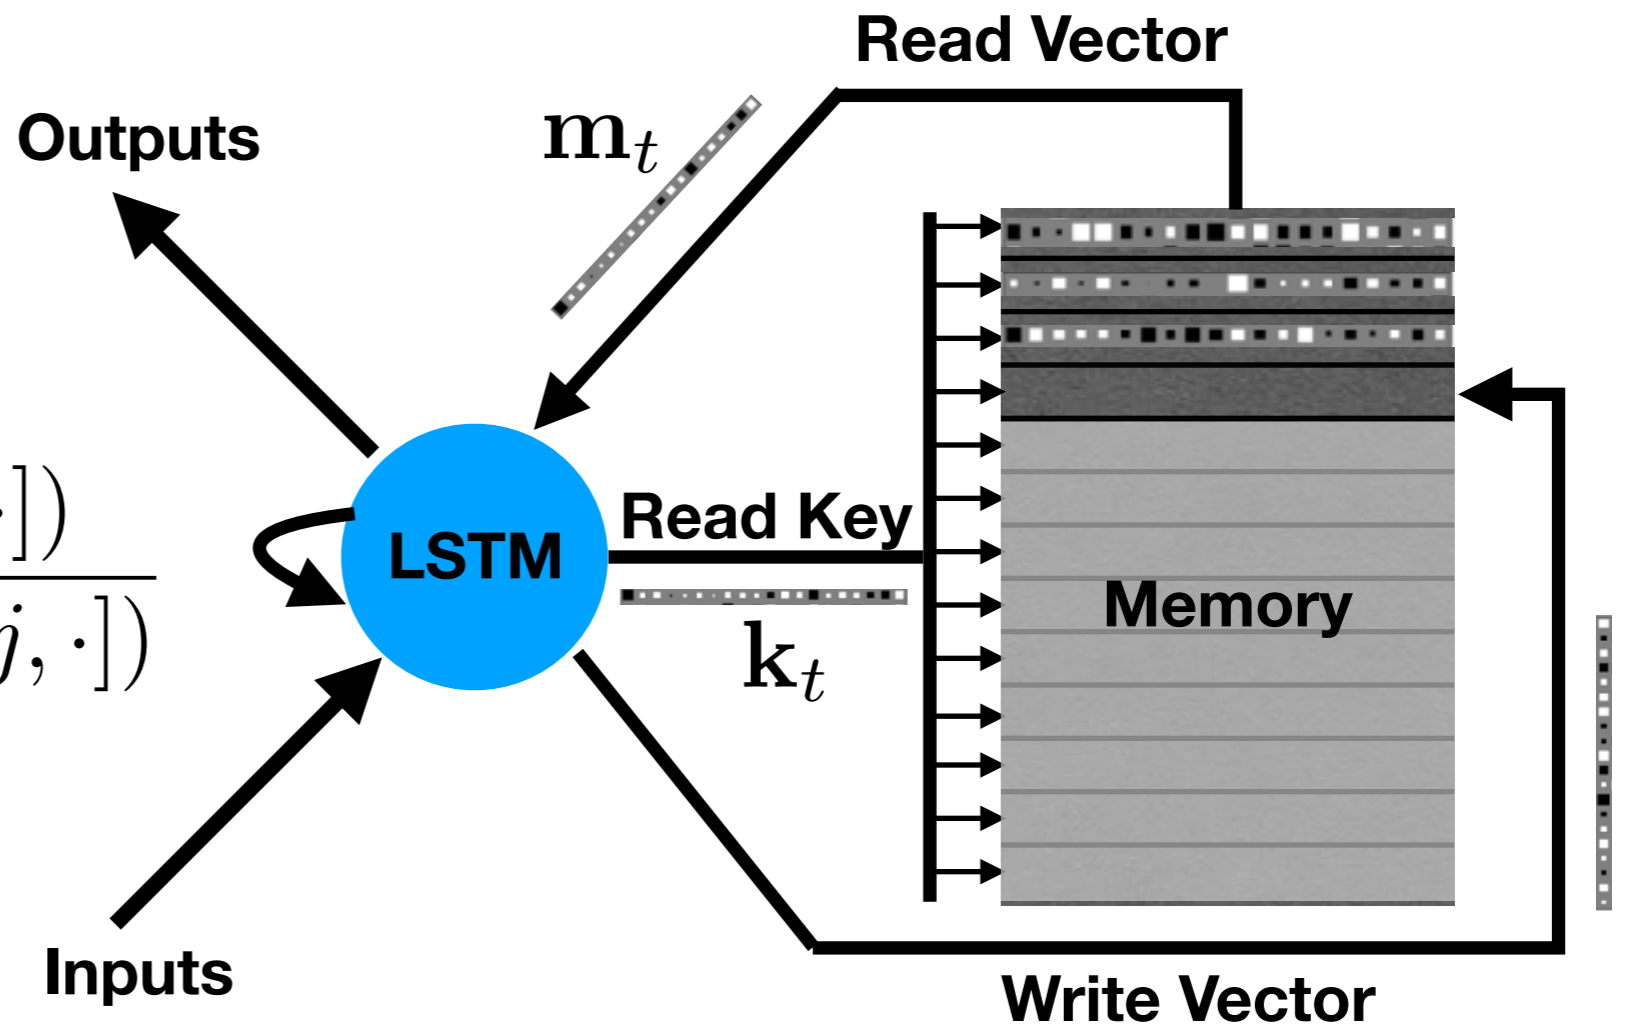 Read Vector
Outputs
m_t
·])
j, ·])
LSTM
Read Key
k_t
Memory
Inputs
Write Vector